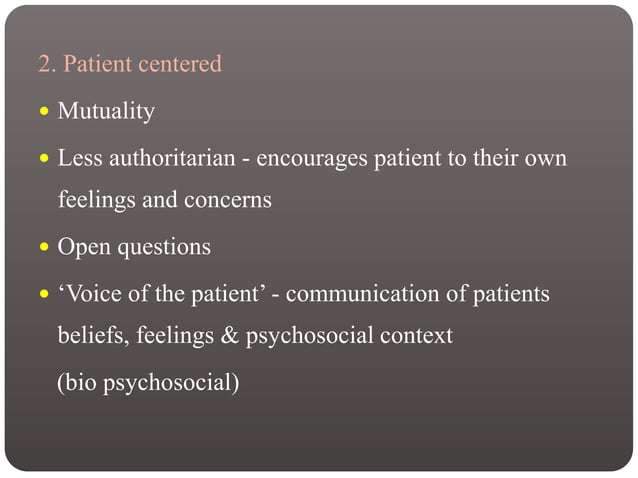 2. Patient centered
Mutuality
Less authoritarian - encourages patient to their own
feelings and concerns
Open questions
‘Voice of the patient’ - communication of patients
beliefs, feelings & psychosocial context
(bio psychosocial)